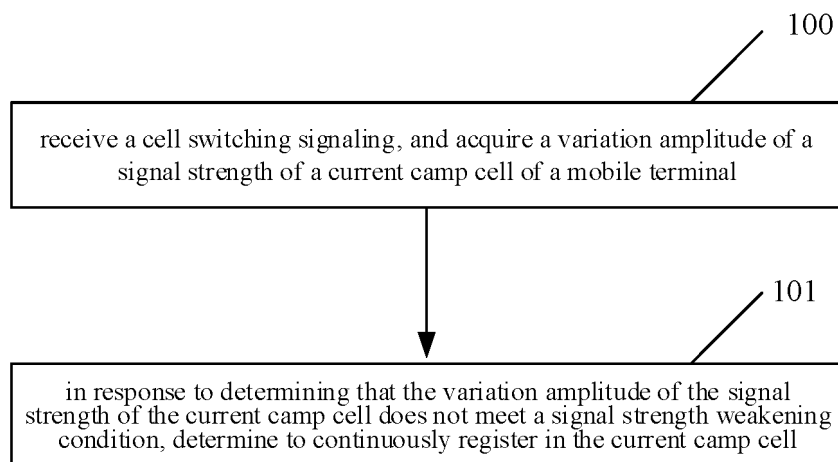 100
receive a cell switching signaling, and acquire a variation amplitude of a
signal strength of a current camp cell of a mobile terminal
101
in response to determining that the variation amplitude of the signal
strength of the current camp cell does not meet a signal strength weakening
condition, determine to continuously register in the current camp cell